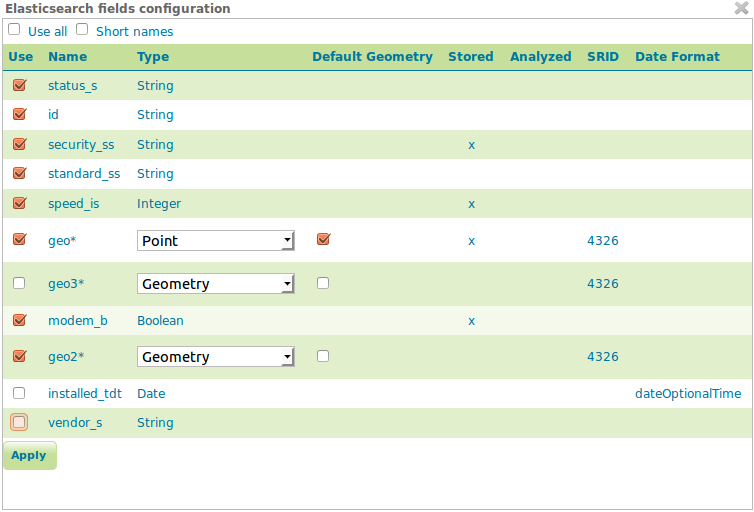 Elasticsearch fields configuration
Use all Short names
Use Name Type Default Geometry Stored Analyzed SRID Date Format
status_s String
id String
security_ss String x
standard_ss String
speed_is Integer x
geo* Point x 4326
geo3* Geometry 4326
modem_b Boolean x
geo2* Geometry 4326
installed_tdt Date dateOptionalTime
vendor_s String
Apply